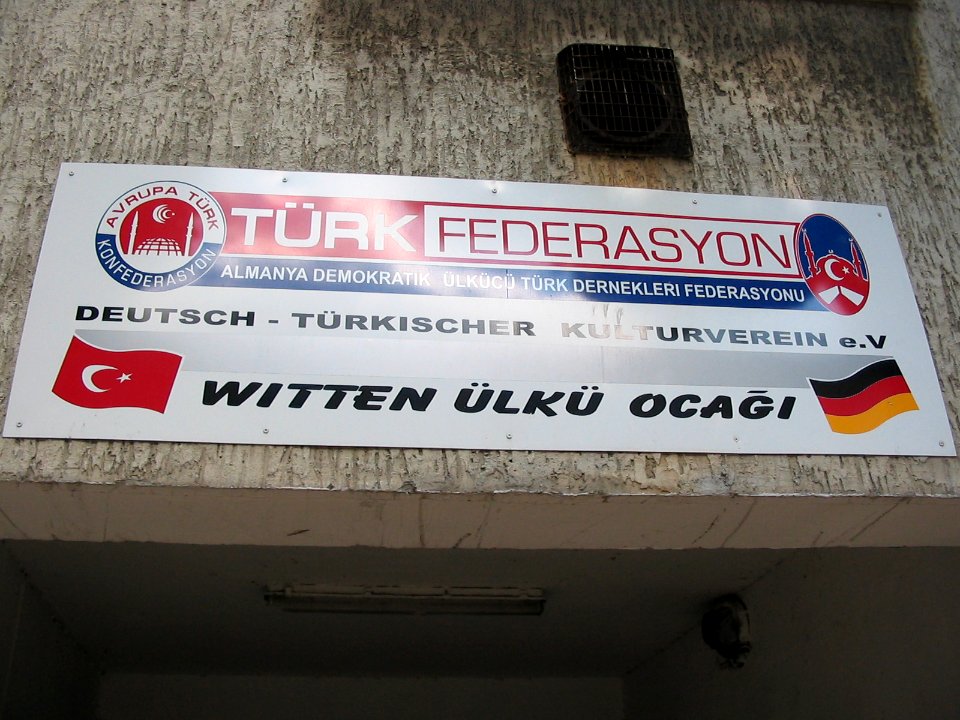 AVRUPA TÜRK
KONFEDERASYON
TÜRK FEDERASYON
ALMANYA DEMOKRATİK ÜLKÜCÜ TÜRK DERNEKLERİ FEDERASYONU
DEUTSCH - TÜRKISCHER KULTURVEREIN e.V
WITTEN ÜLKÜ OCAĞI